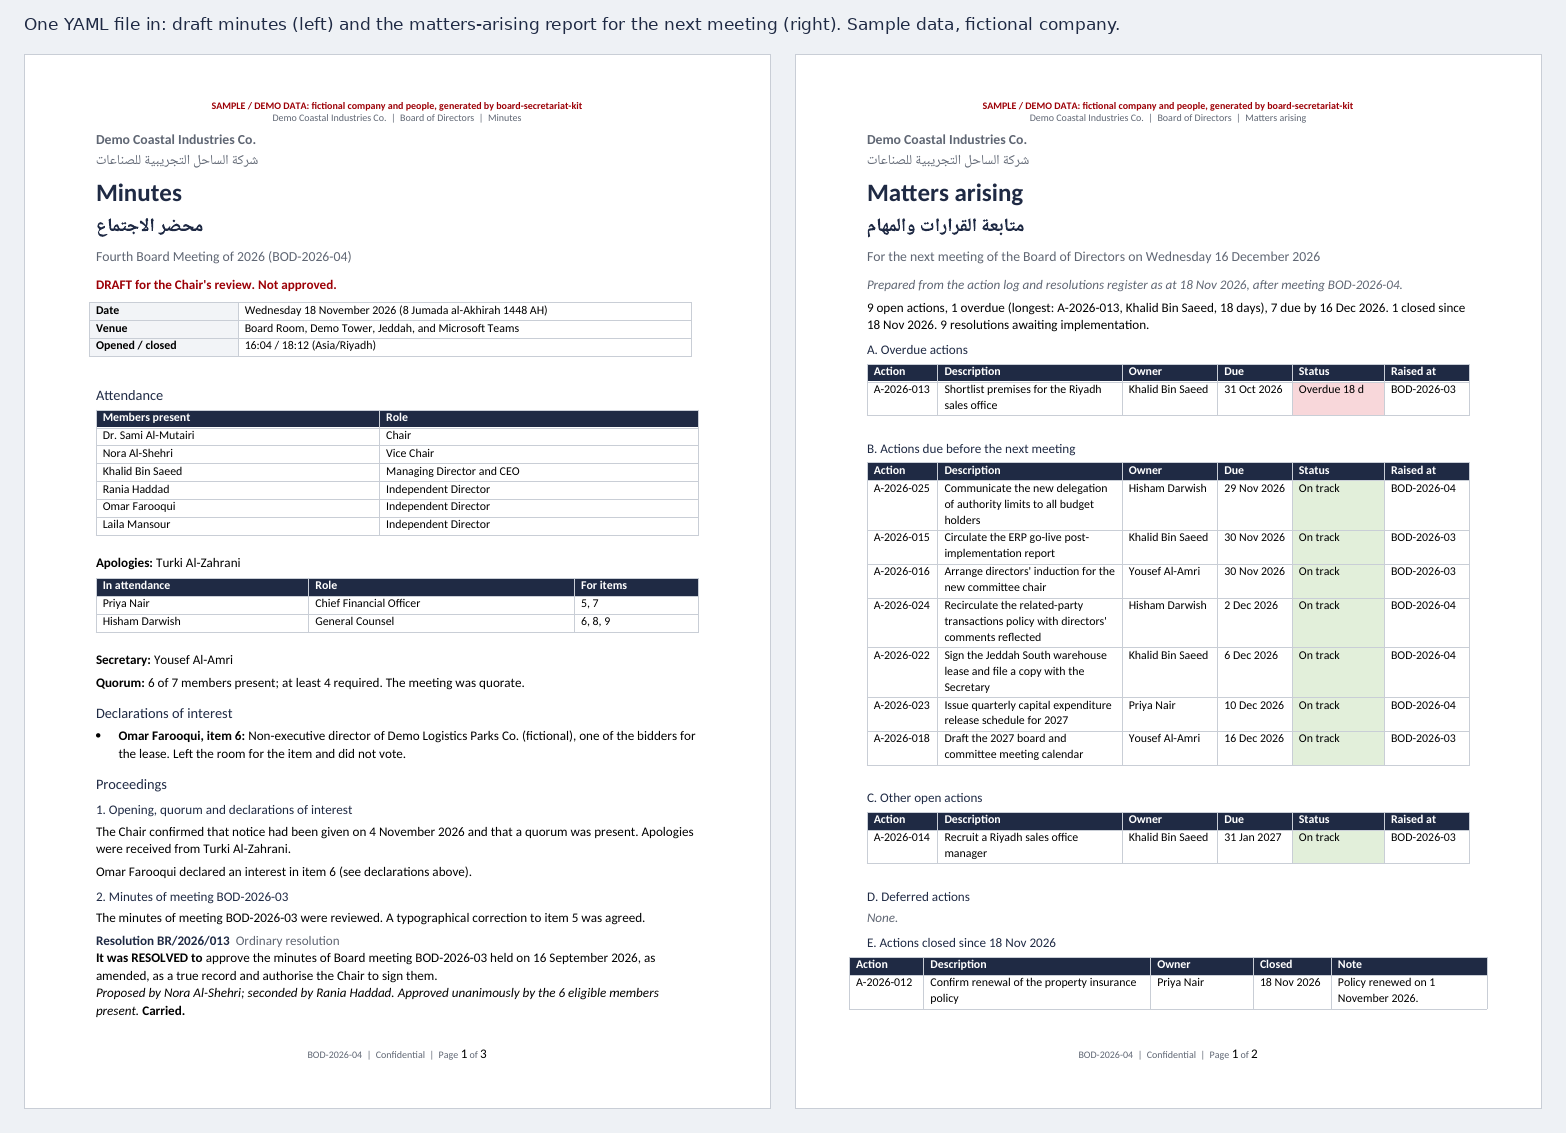 One YAML file in: draft minutes (left) and the matters-arising report for the next meeting (right). Sample data, fictional company.
SAMPLE / DEMO DATA: fictional company and people, generated by board-secretariat-kit
Demo Coastal Industries Co. | Board of Directors | Minutes
Demo Coastal Industries Co.
شركة الساحل التجريبية للصناعات
Minutes
محضر الاجتماع
Fourth Board Meeting of 2026 (BOD-2026-04)
DRAFT for the Chair's review. Not approved.
Date Wednesday 18 November 2026 (8 Jumada al-Akhirah 1448 AH)
Venue Board Room, Demo Tower, Jeddah, and Microsoft Teams
Opened / closed 16:04 / 18:12 (Asia/Riyadh)
Attendance
Members present Role
Dr. Sami Al-Mutairi Chair
Nora Al-Shehri Vice Chair
Khalid Bin Saeed Managing Director and CEO
Rania Haddad Independent Director
Omar Farooqui Independent Director
Laila Mansour Independent Director
Apologies: Turki Al-Zahrani
In attendance Role For items
Priya Nair Chief Financial Officer 5, 7
Hisham Darwish General Counsel 6, 8, 9
Secretary: Yousef Al-Amri
Quorum: 6 of 7 members present; at least 4 required. The meeting was quorate.
Declarations of interest
• Omar Farooqui, item 6: Non-executive director of Demo Logistics Parks Co. (fictional), one of the bidders for
the lease. Left the room for the item and did not vote.
Proceedings
1. Opening, quorum and declarations of interest
The Chair confirmed that notice had been given on 4 November 2026 and that a quorum was present. Apologies
were received from Turki Al-Zahrani.
Omar Farooqui declared an interest in item 6 (see declarations above).
2. Minutes of meeting BOD-2026-03
The minutes of meeting BOD-2026-03 were reviewed. A typographical correction to item 5 was agreed.
Resolution BR/2026/013 Ordinary resolution
It was RESOLVED to approve the minutes of Board meeting BOD-2026-03 held on 16 September 2026, as
amended, as a true record and authorise the Chair to sign them.
Proposed by Nora Al-Shehri; seconded by Rania Haddad. Approved unanimously by the 6 eligible members
present. Carried.
BOD-2026-04 | Confidential | Page 1 of 3
SAMPLE / DEMO DATA: fictional company and people, generated by board-secretariat-kit
Demo Coastal Industries Co. | Board of Directors | Matters arising
Demo Coastal Industries Co.
شركة الساحل التجريبية للصناعات
Matters arising
متابعة القرارات والمهام
For the next meeting of the Board of Directors on Wednesday 16 December 2026
Prepared from the action log and resolutions register as at 18 Nov 2026, after meeting BOD-2026-04.
9 open actions, 1 overdue (longest: A-2026-013, Khalid Bin Saeed, 18 days), 7 due by 16 Dec 2026. 1 closed since
18 Nov 2026. 9 resolutions awaiting implementation.
A. Overdue actions
Action Description Owner Due Status Raised at
A-2026-013 Shortlist premises for the Riyadh Khalid Bin Saeed 31 Oct 2026 Overdue 18 d BOD-2026-03
sales office
B. Actions due before the next meeting
Action Description Owner Due Status Raised at
A-2026-025 Communicate the new delegation Hisham Darwish 29 Nov 2026 On track BOD-2026-04
of authority limits to all budget
holders
A-2026-015 Circulate the ERP go-live post- Khalid Bin Saeed 30 Nov 2026 On track BOD-2026-03
implementation report
A-2026-016 Arrange directors' induction for the Yousef Al-Amri 30 Nov 2026 On track BOD-2026-03
new committee chair
A-2026-024 Recirculate the related-party Hisham Darwish 2 Dec 2026 On track BOD-2026-04
transactions policy with directors'
comments reflected
A-2026-022 Sign the Jeddah South warehouse Khalid Bin Saeed 6 Dec 2026 On track BOD-2026-04
lease and file a copy with the
Secretary
A-2026-023 Issue quarterly capital expenditure Priya Nair 10 Dec 2026 On track BOD-2026-04
release schedule for 2027
A-2026-018 Draft the 2027 board and Yousef Al-Amri 16 Dec 2026 On track BOD-2026-03
committee meeting calendar
C. Other open actions
Action Description Owner Due Status Raised at
A-2026-014 Recruit a Riyadh sales office Khalid Bin Saeed 31 Jan 2027 On track BOD-2026-03
manager
D. Deferred actions
None.
E. Actions closed since 18 Nov 2026
Action Description Owner Closed Note
A-2026-012 Confirm renewal of the property insurance Priya Nair 18 Nov 2026 Policy renewed on 1
policy November 2026.
BOD-2026-04 | Confidential | Page 1 of 2